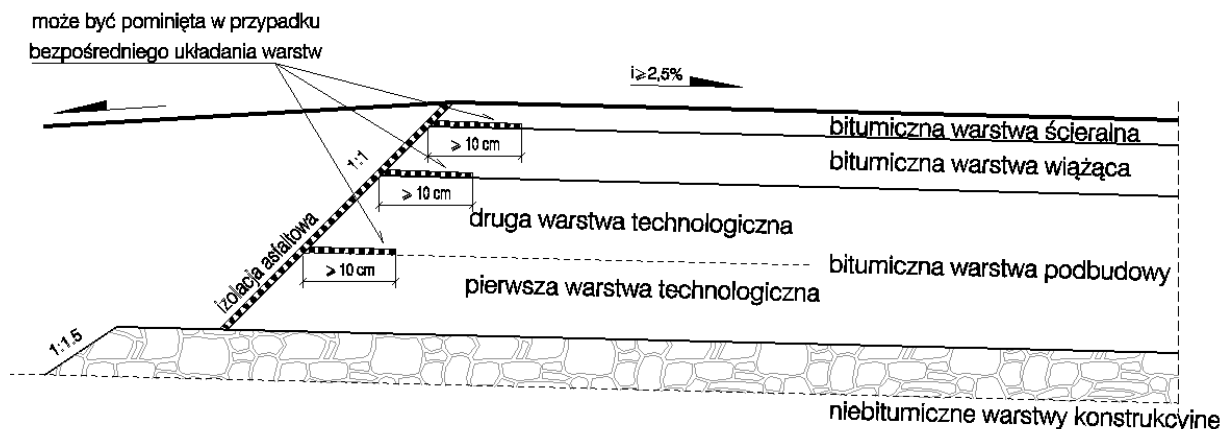 może być pominięta w przypadku
bezpośredniego układania warstw
i⩾2,5%
bitumiczna warstwa ścieralna
⩾ 10 cm
1:1
bitumiczna warstwa wiążąca
⩾ 10 cm
druga warstwa technologiczna
izolacja asfaltowa
⩾ 10 cm
bitumiczna warstwa podbudowy
pierwsza warstwa technologiczna
1:1.5
niebitumiczne warstwy konstrukcyjne